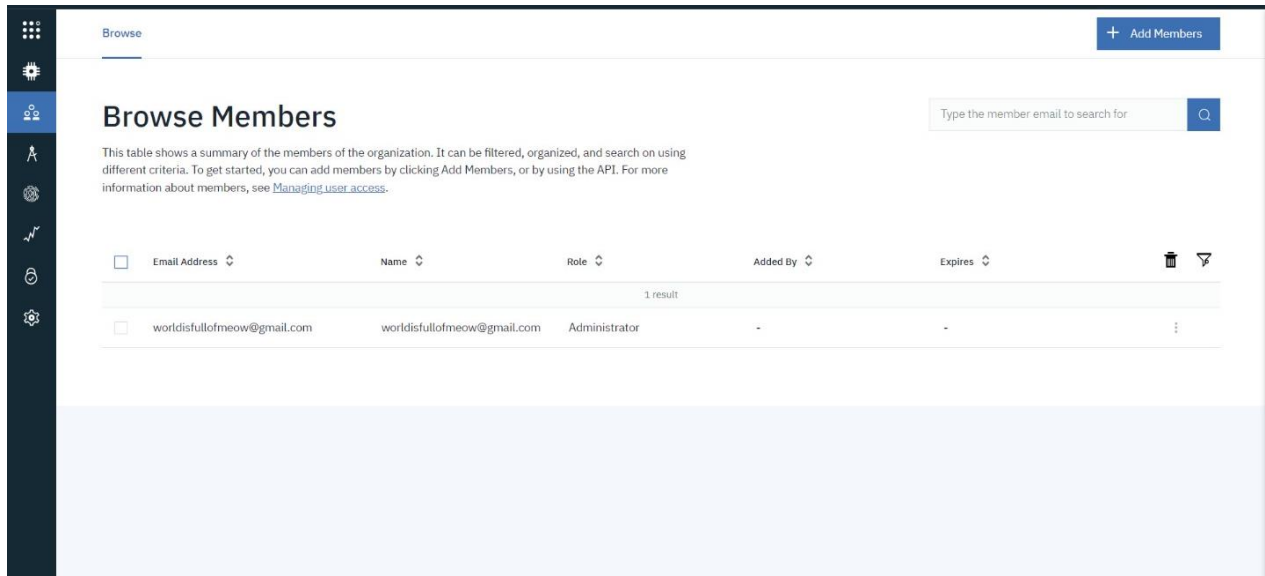 Browse
+ Add Members
Browse Members
Type the member email to search for
This table shows a summary of the members of the organization. It can be filtered, organized, and search on using
different criteria. To get started, you can add members by clicking Add Members, or by using the API. For more
information about members, see Managing user access.
Email Address Name Role Added By Expires
1 result
worldisfullofmeow@gmail.com worldisfullofmeow@gmail.com Administrator - -